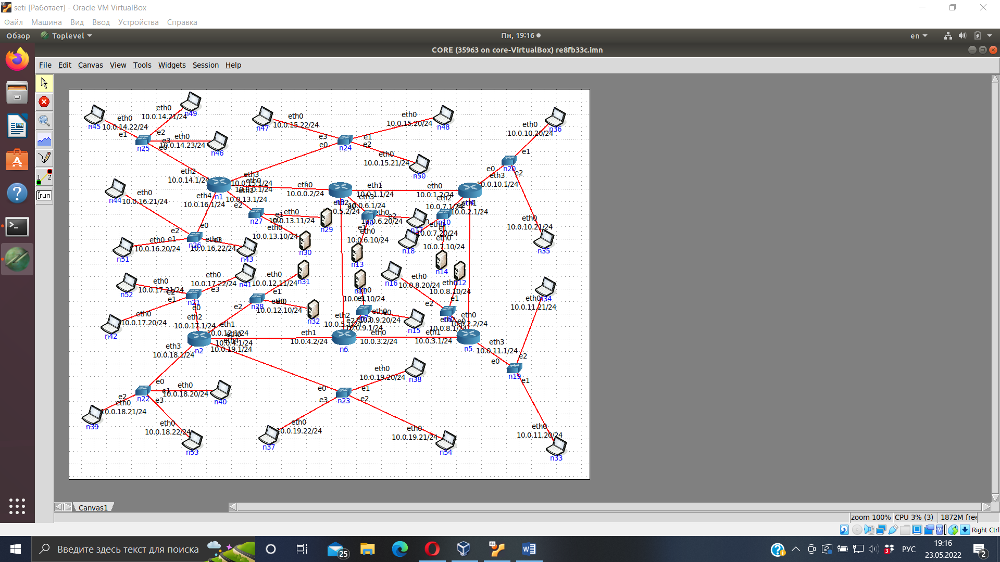 seti [Работает] - Oracle VM VirtualBox
Файл Машина Вид Ввод Устройства Справка
Обзор Toplevel Пн, 19:16 en
CORE (35963 on core-VirtualBox) re8fb33c.imn
File Edit Canvas View Tools Widgets Session Help
run
n45
eth0
10.0.14.22/24
e1
eth0
10.0.14.21/24
n49
e2
e3
eth0
10.0.14.23/24
e0
n25
n46
n47
eth0
10.0.15.22/24
eth0
10.0.15.20/24
n48
e3
e0
e1
e2
n24
eth0
10.0.15.21/24
n50
n36
eth0
10.0.10.20/24
e1
e0
n20
e2
eth3
10.0.10.1/24
eth2
10.0.14.1/24
n1
eth3
10.0.15.1/24
eth0
10.0.0.1/24
eth1
10.0.13.1/24
eth4
10.0.16.1/24
eth0
10.0.0.2/24
eth1
10.0.1.1/24
eth0
10.0.1.2/24
eth3
10.0.6.1/24
eth2
10.0.5.2/24
eth2
10.0.7.1/24
eth1
10.0.2.1/24
n44
eth0
10.0.16.21/24
e2
n27
e1
eth0
10.0.13.11/24
n29
e0
eth0
10.0.13.10/24
n30
n9
e2
eth0
10.0.6.20/24
n17
e1
eth0
10.0.6.10/24
n13
n10
eth0
10.0.7.20/24
n18
e1
eth0
10.0.7.10/24
n14
eth0
10.0.10.21/24
n35
e0
e2
e1
n26
e3
eth0
10.0.16.20/24
n51
eth0
10.0.16.22/24
n43
n52
eth0
10.0.17.21/24
e2
e1
n21
e3
e0
eth0
10.0.17.22/24
n41
eth0
10.0.12.11/24
n31
e1
n28
e2
eth0
10.0.12.10/24
n32
n42
eth0
10.0.17.20/24
n11
eth0
10.0.9.10/24
n7
e2
e0
eth0
10.0.9.20/24
n15
eth3
10.0.9.1/24
n16
eth0
10.0.8.20/24
e2
n12
eth0
10.0.8.10/24
e1
n8
e0
eth2
10.0.8.1/24
eth0
10.0.2.2/24
n34
eth0
10.0.11.21/24
eth2
10.0.17.1/24
eth1
10.0.12.1/24
eth0
10.0.4.1/24
eth4
10.0.19.1/24
eth3
10.0.18.1/24
n2
eth1
10.0.4.2/24
eth2
10.0.5.1/24
n6
eth0
10.0.3.2/24
eth1
10.0.3.1/24
n5
eth3
10.0.11.1/24
e0
e2
n19
e1
e0
e1
e2
n22
e3
eth0
10.0.18.20/24
n40
eth0
10.0.18.21/24
n39
eth0
10.0.18.22/24
n53
e0
e1
e3
e2
n23
eth0
10.0.19.20/24
n38
eth0
10.0.19.22/24
n37
eth0
10.0.19.21/24
n54
eth0
10.0.11.20/24
n33
Canvas1
zoom 100% CPU 3% (3) 1872M free
Right Ctrl
Введите здесь текст для поиска
25
64
РУС
19:16
23.05.2022
3
2